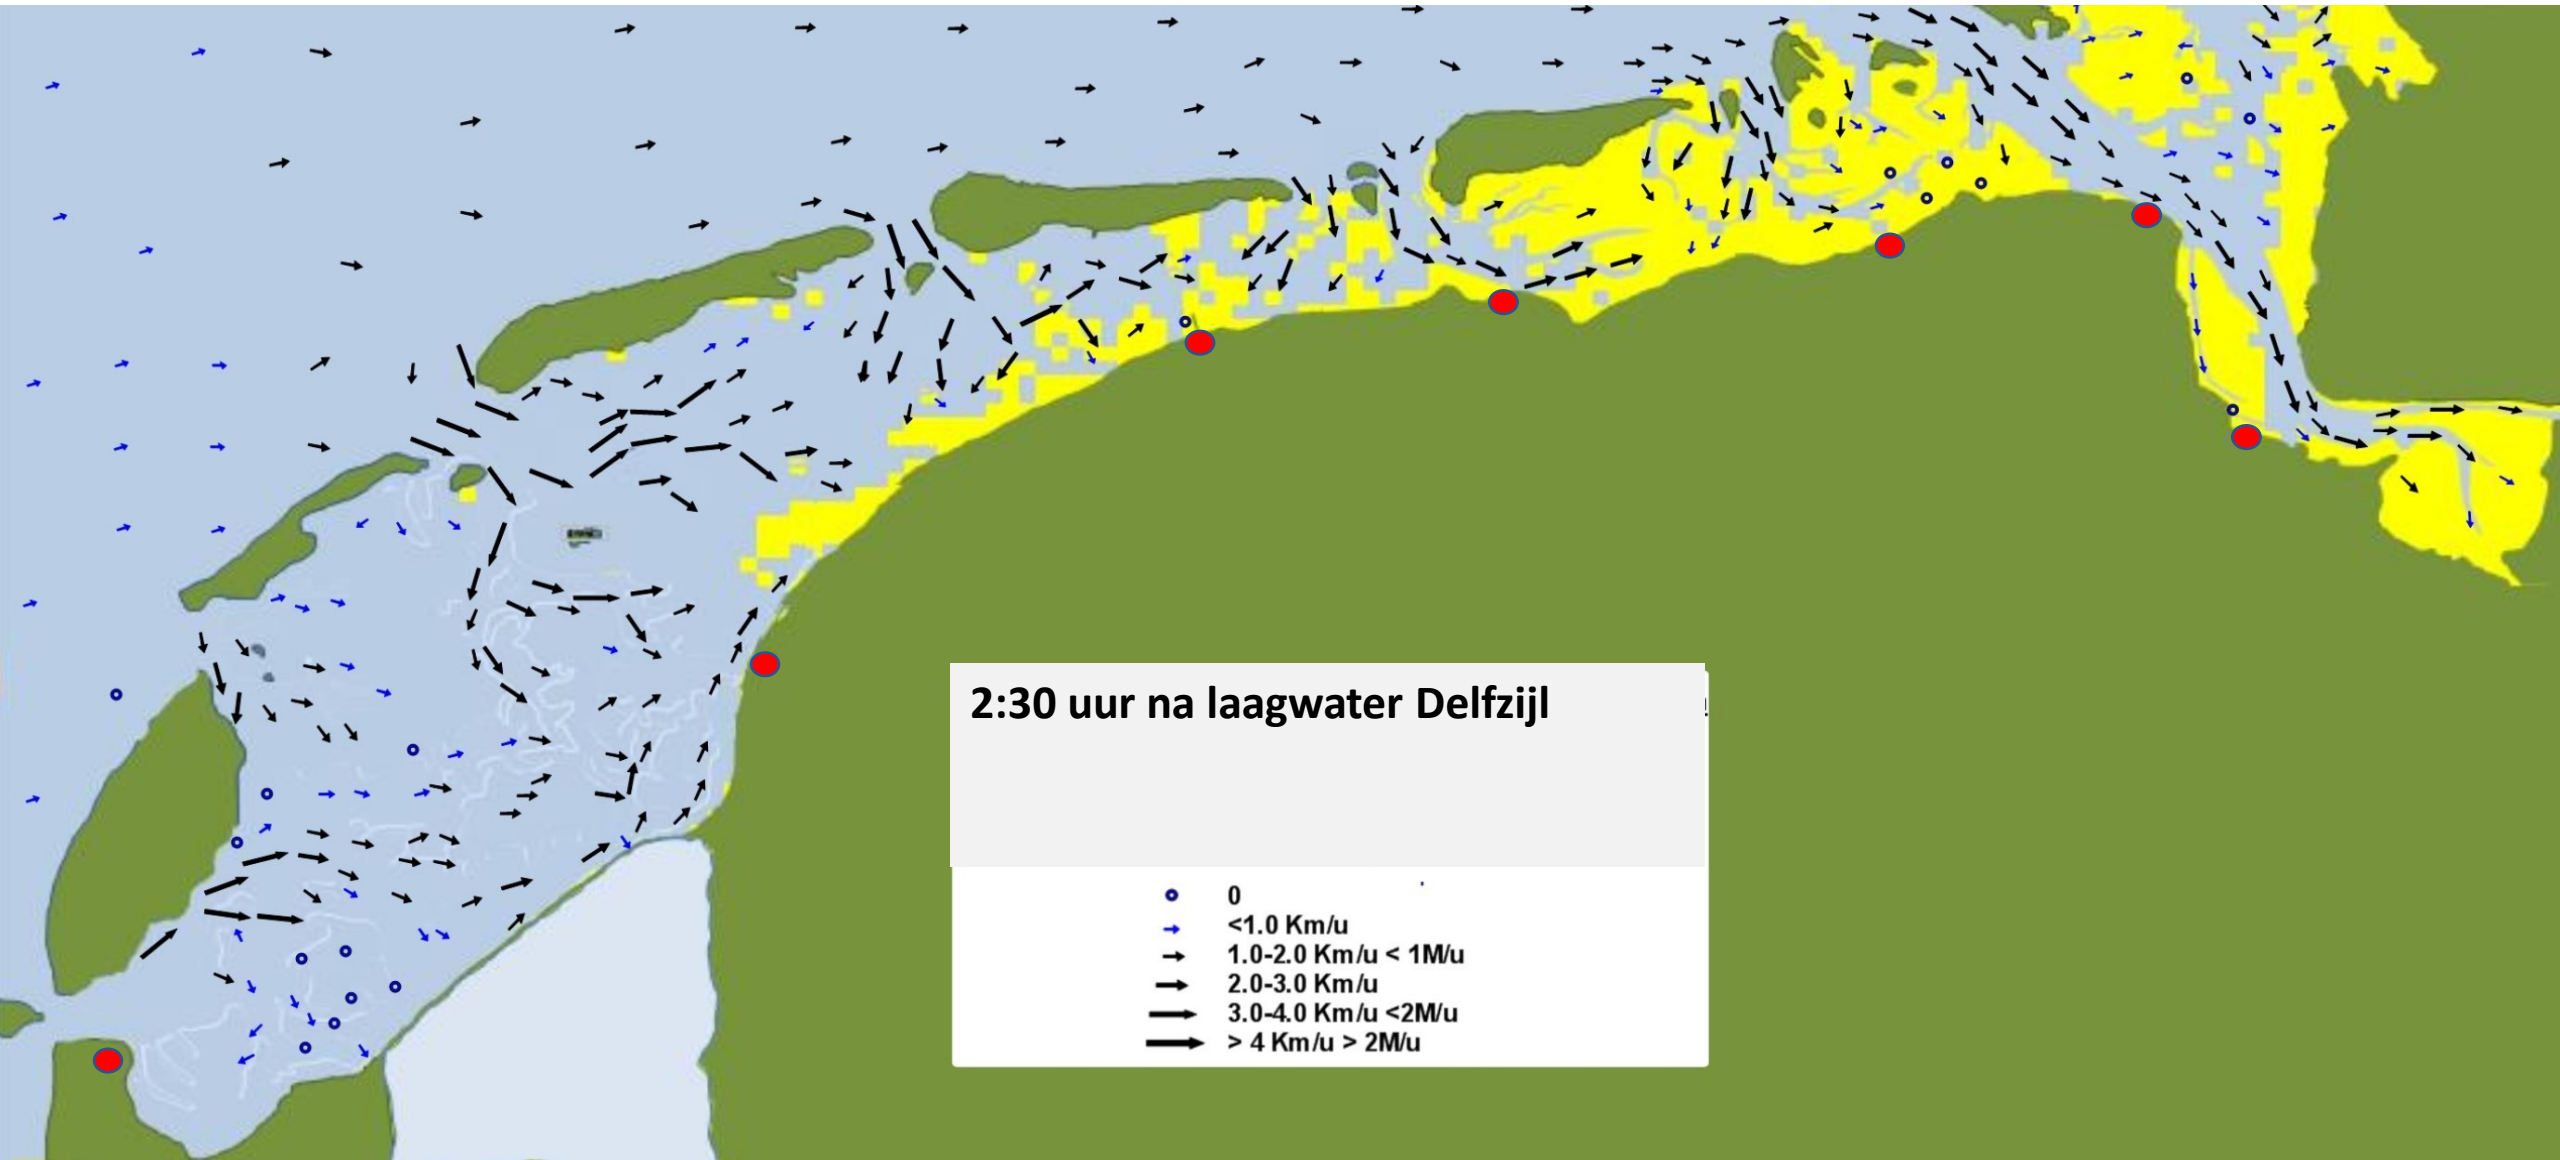 2:30 uur na laagwater Delfzijl
0
<1.0 Km/u
1.0-2.0 Km/u < 1M/u
2.0-3.0 Km/u
3.0-4.0 Km/u <2M/u
> 4 Km/u > 2M/u